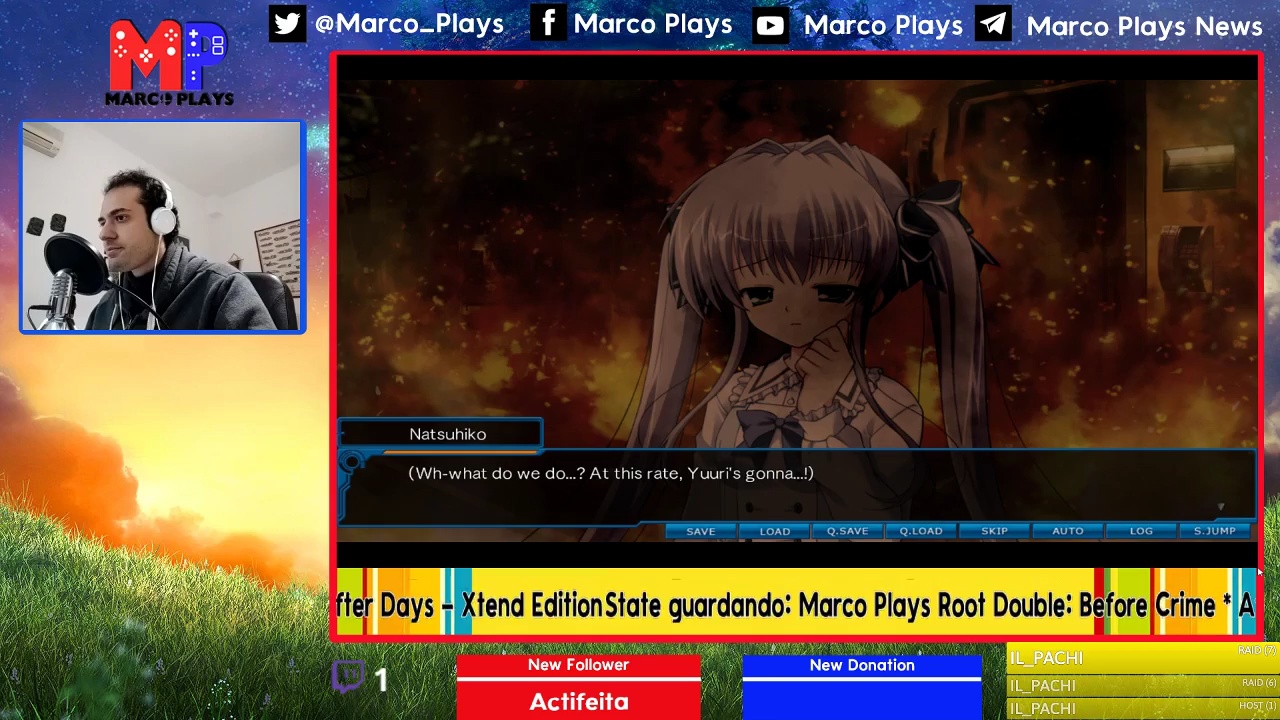 @Marco_Plays
Marco Plays
Marco Plays
Marco Plays News
MP
MARCO PLAYS
Natsuhiko
(Wh-what do we do...? At this rate, Yuuri's gonna...!)
SAVE LOAD Q.SAVE Q.LOAD SKIP AUTO LOG S.JUMP
fter Days - Xtend EditionState guardando: Marco Plays Root Double: Before Crime * A
1
New Follower
Actifeita
New Donation
IL_PACHI RAID (7)
IL_PACHI RAID (6)
IL_PACHI HOST (1)